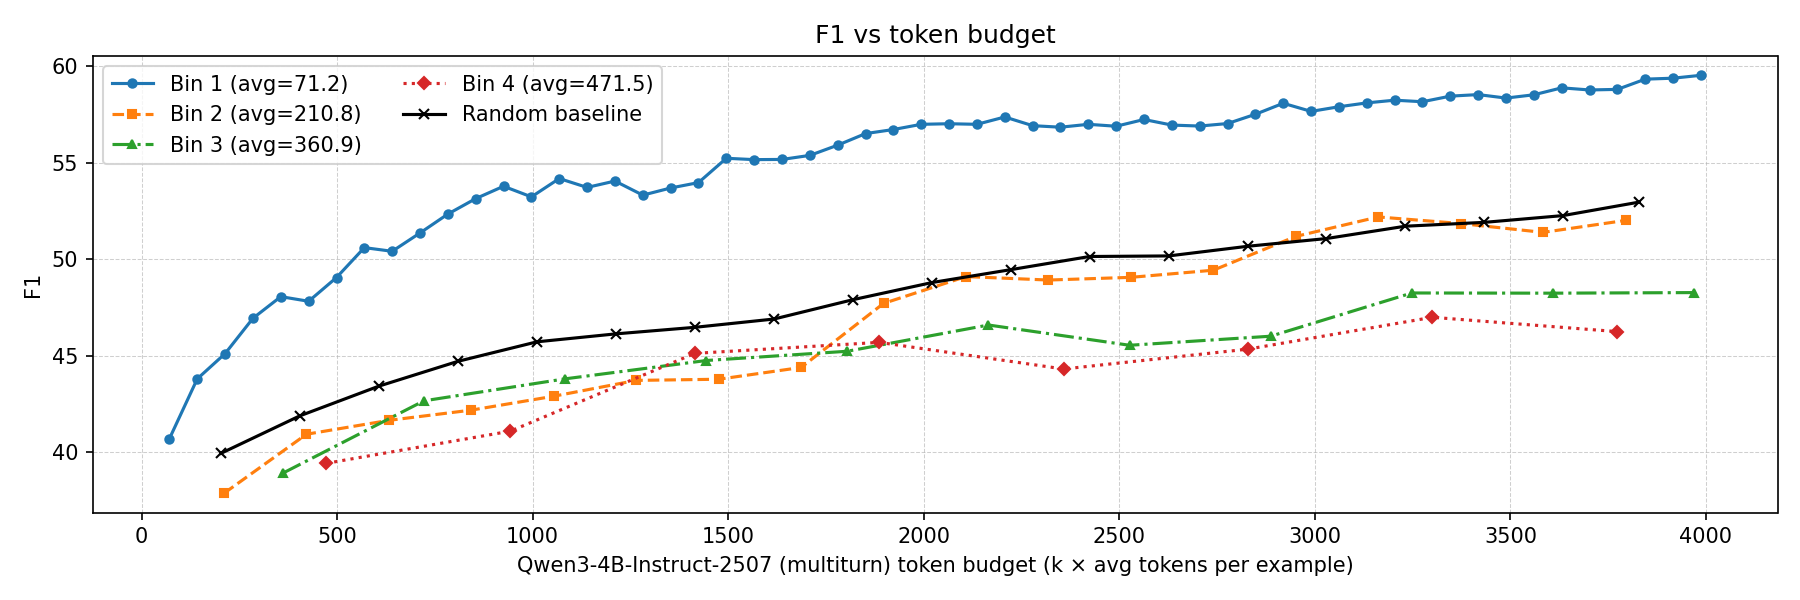 F1 vs token budget
60
55
50
45
40
F1
Bin 1 (avg=71.2)
Bin 2 (avg=210.8)
Bin 3 (avg=360.9)
Bin 4 (avg=471.5)
Random baseline
0 500 1000 1500 2000 2500 3000 3500 4000
Qwen3-4B-Instruct-2507 (multiturn) token budget (k × avg tokens per example)